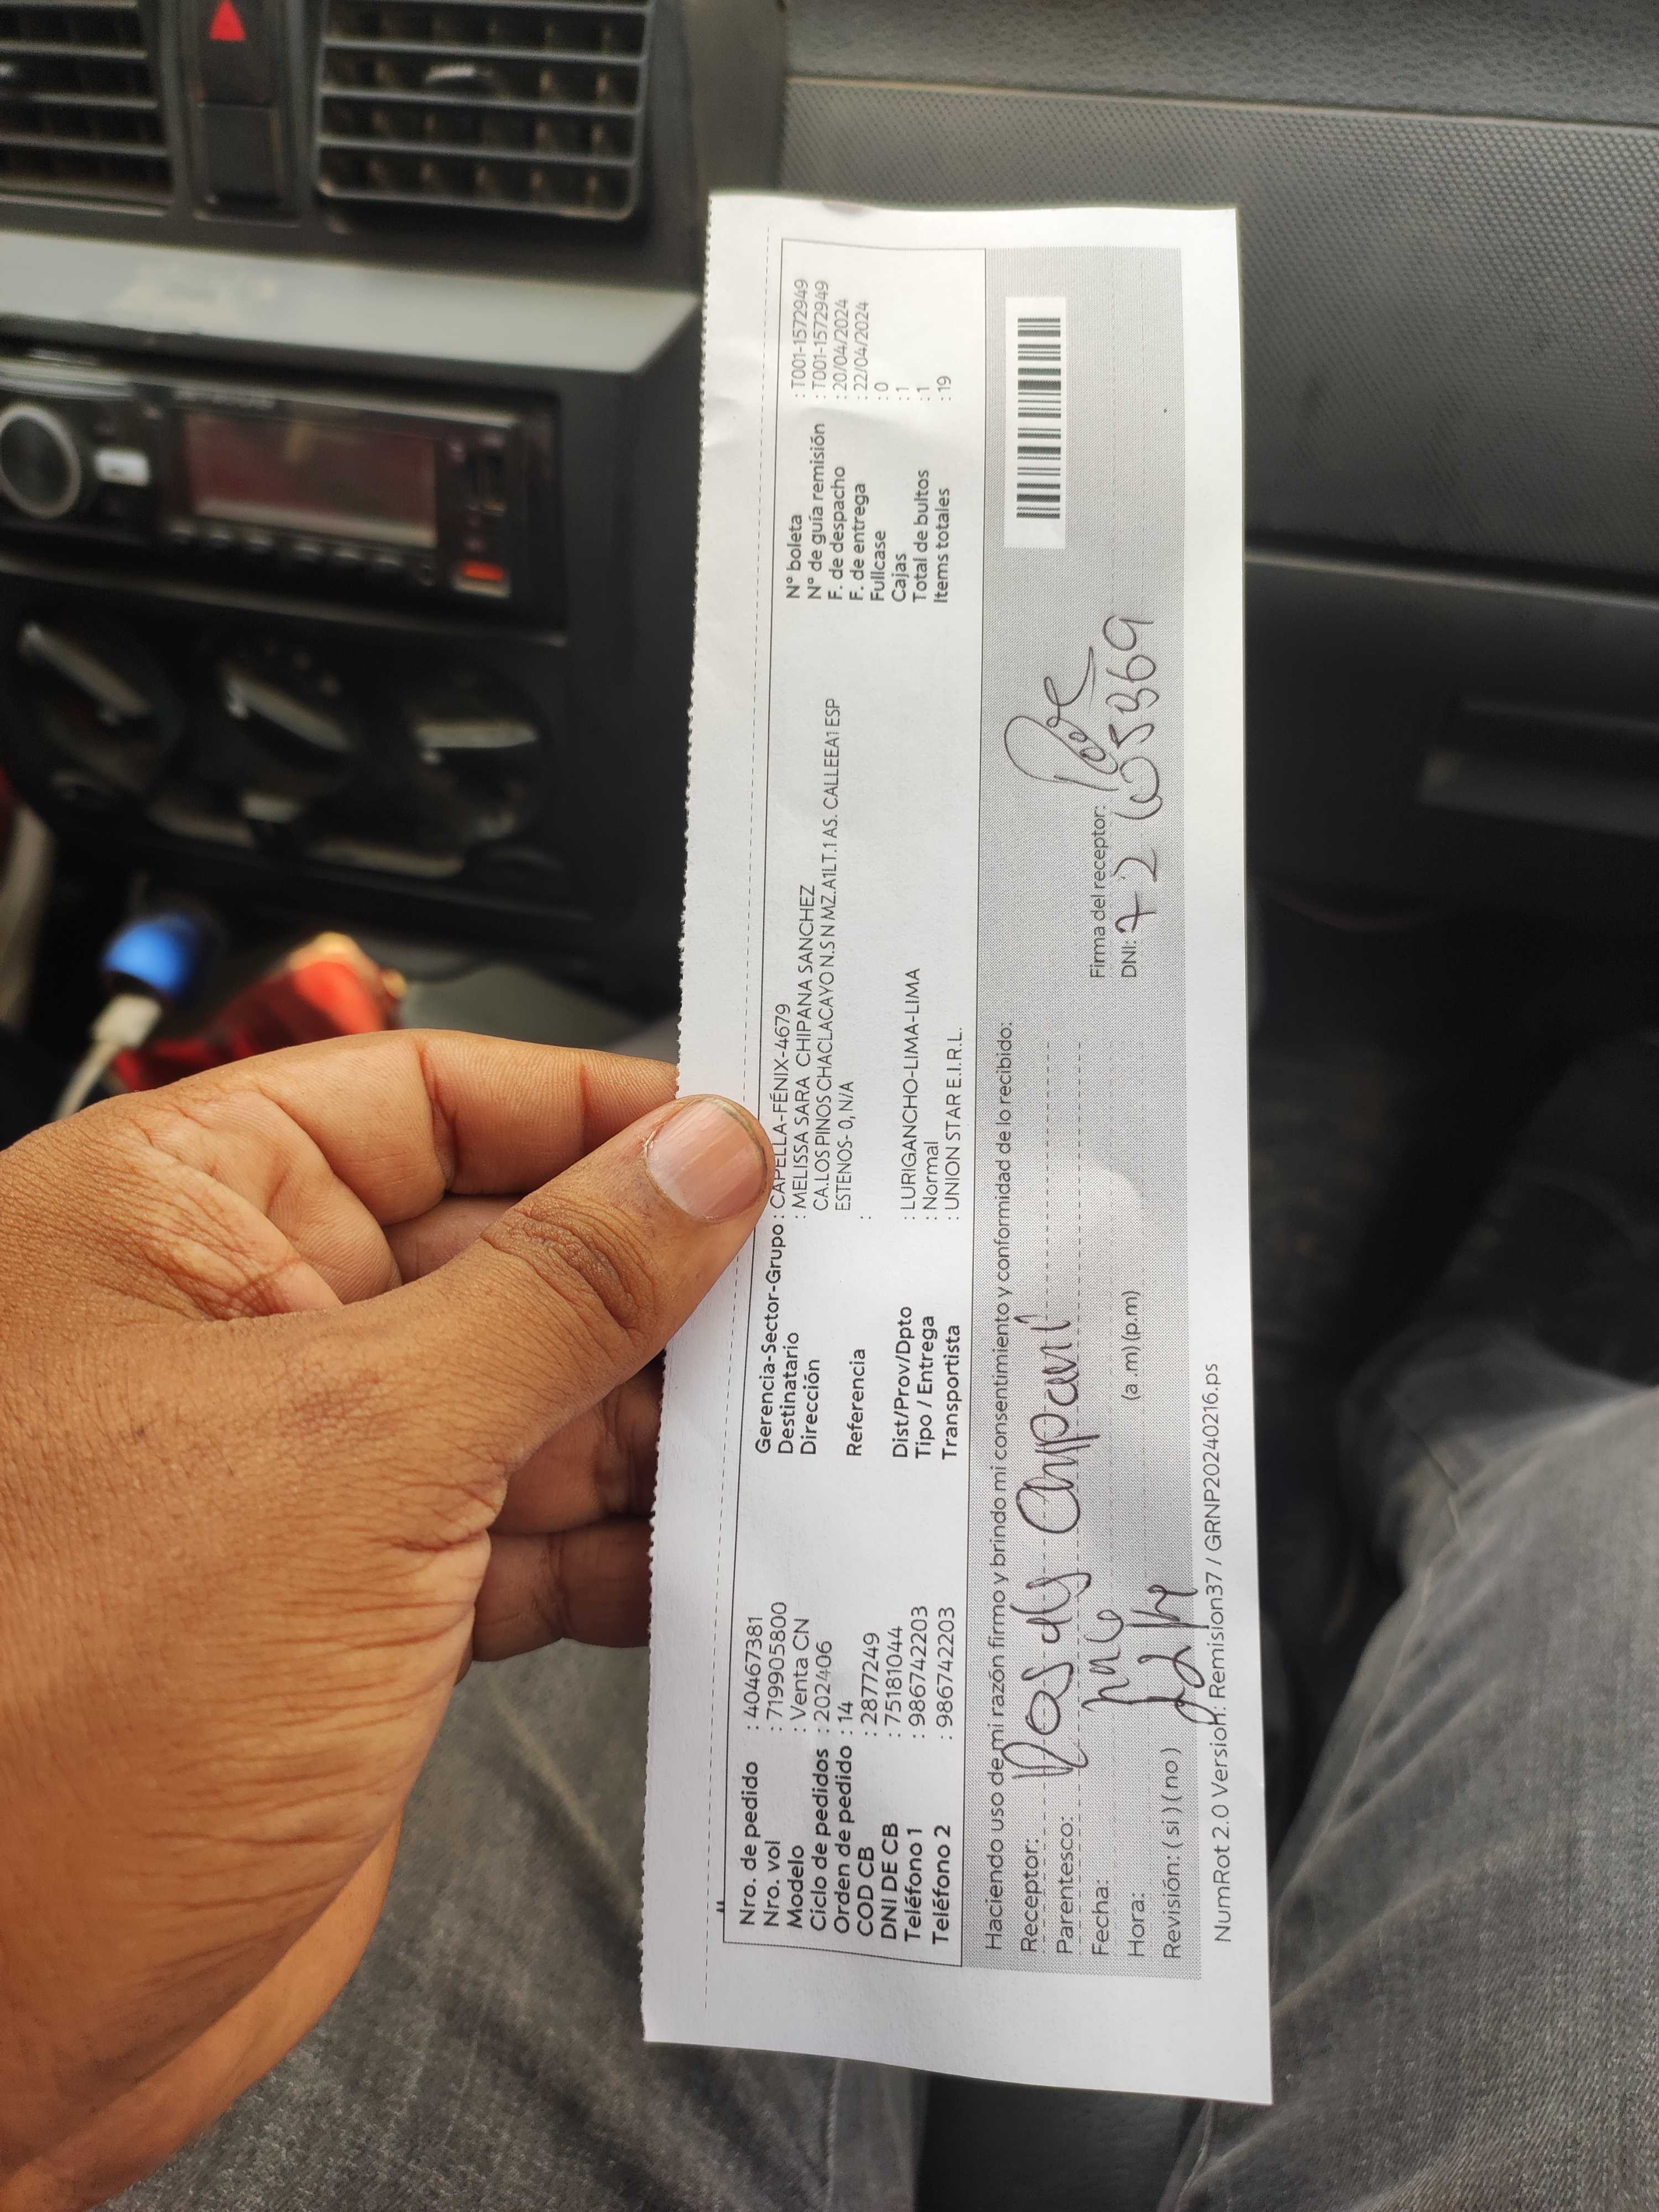 Nro. de pedido : 40467381
Nro. vol : 719905800
Modelo : Venta CN
Ciclo de pedidos : 202406
Orden de pedido : 14
COD CB : 2877249
DNI DE CB : 75181044
Teléfono 1 : 986742203
Teléfono 2 : 986742203
Gerencia-Sector-Grupo : CAPELLA-FÉNIX-4679
Destinatario : MELISSA SARA CHIPANA SANCHEZ
Dirección CA.LOS PINOS CHACLACAYO N.S N MZ.A1LT.1 AS. CALLEEA1 ESP
ESTENOS- 0, N/A
Referencia :
Dist/Prov/Dpto : LURIGANCHO-LIMA-LIMA
Tipo / Entrega : Normal
Transportista : UNION STAR E.I.R.L.
N° boleta : T001-1572949
N° de guía remisión : T001-1572949
F. de despacho : 20/04/2024
F. de entrega : 22/04/2024
Fullcase : 0
Cajas : 1
Total de bultos : 1
Items totales : 19
Haciendo uso de mi razón firmo y brindo mi consentimiento y conformidad de lo recibido:
Receptor:
Parentesco:
Fecha:
Hora: (a.m) (p.m)
Revisión: ( si ) ( no )
Firma del receptor:
DNI:
NumRot 2.0 Version: Remision37 / GRNP20240216.ps